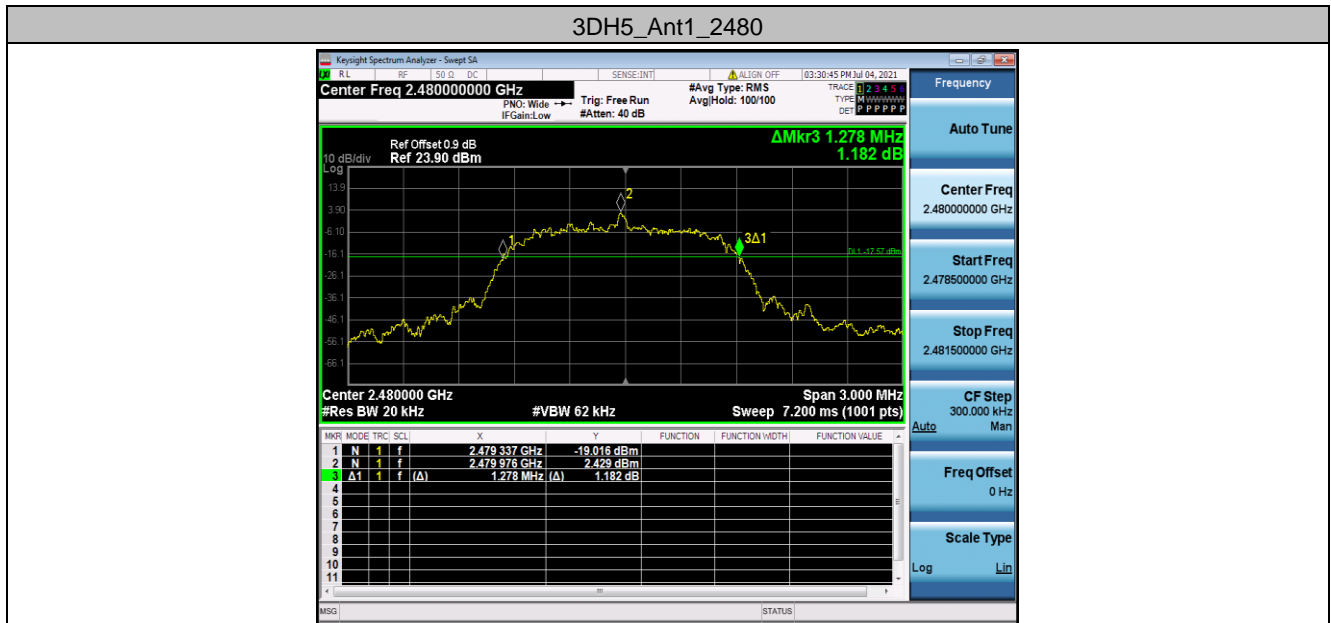 3DH5_Ant1_2480
Keysight Spectrum Analyzer - Swept SA
RL RF 50 Ω DC SENSE:INT ALIGN OFF 03:30:45 PM Jul 04, 2021
Center Freq 2.480000000 GHz
PNO: Wide
IFGain:Low
Trig: Free Run
#Atten: 40 dB
#Avg Type: RMS
Avg|Hold: 100/100
TRACE 1 2 3 4 5 6
TYPE M W W W W W
DET P P P P P P
Frequency
Auto Tune
Center Freq
2.480000000 GHz
Start Freq
2.478500000 GHz
Stop Freq
2.481500000 GHz
CF Step
300.000 kHz
Auto Man
Freq Offset
0 Hz
Scale Type
Log Lin
ΔMkr3 1.278 MHz
1.182 dB
Ref Offset 0.9 dB
10 dB/div Ref 23.90 dBm
Log
13.9
3.90
-6.10
-16.1
-26.1
-36.1
-46.1
-56.1
-66.1
1
2
3Δ1
DL1 -17.57 dBm
Center 2.480000 GHz Span 3.000 MHz
#Res BW 20 kHz #VBW 62 kHz Sweep 7.200 ms (1001 pts)
MKR MODE TRC SCL X Y FUNCTION FUNCTION WIDTH FUNCTION VALUE
1 N 1 f 2.479 337 GHz -19.016 dBm
2 N 1 f 2.479 976 GHz 2.429 dBm
3 Δ1 1 f (Δ) 1.278 MHz (Δ) 1.182 dB
4
5
6
7
8
9
10
11
MSG STATUS